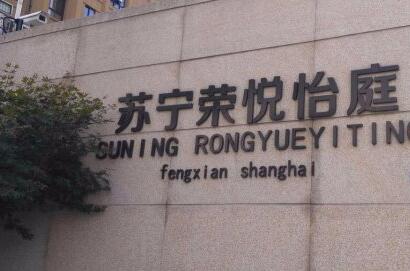 苏宁荣悦怡庭
SUNING RONGYUEYITING
fengxian shanghai